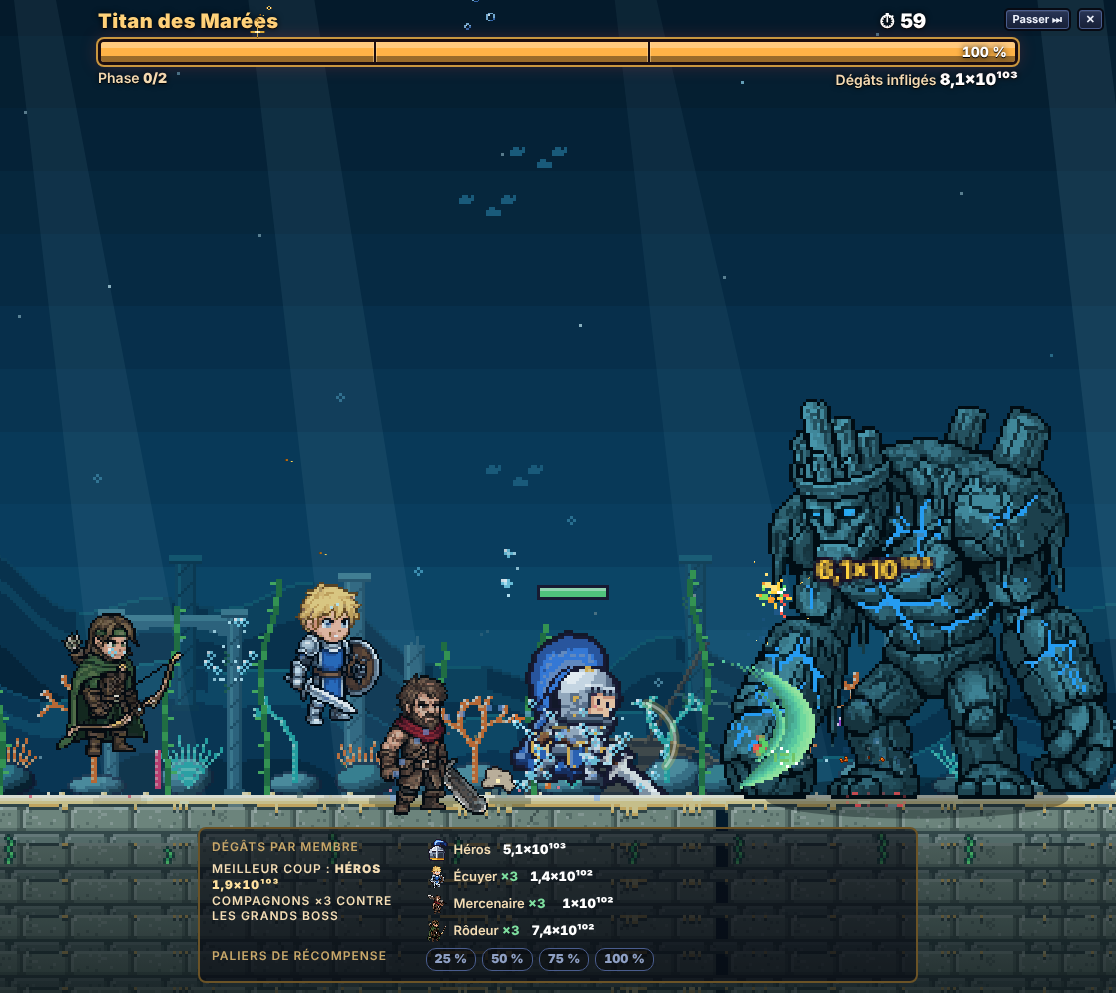 Titan des Marées
59
Passer ⏭
×
100 %
Phase 0/2
Dégâts infligés 8,1×10¹⁰³
6,1×10¹⁰³
DÉGÂTS PAR MEMBRE
MEILLEUR COUP : HÉROS
1,9×10¹⁰³
COMPAGNONS ×3 CONTRE
LES GRANDS BOSS
Héros 5,1×10¹⁰³
Écuyer ×3 1,4×10¹⁰²
Mercenaire ×3 1×10¹⁰²
Rôdeur ×3 7,4×10¹⁰²
PALIERS DE RÉCOMPENSE
25 % 50 % 75 % 100 %